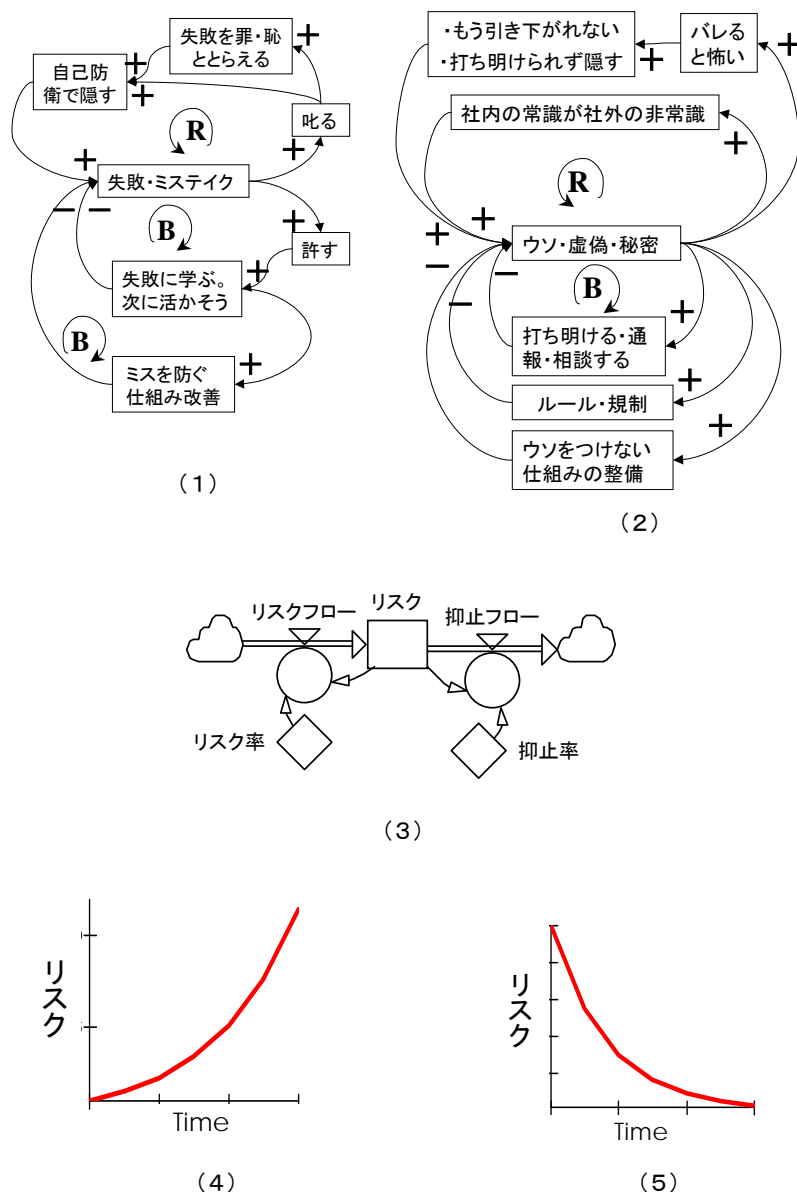 失敗を罪・恥
ととらえる
+
+
自己防
衛で隠す
+
叱る
R
+
+
失敗・ミステイク
−
−
B
+
許す
失敗に学ぶ。
次に活かそう
+
B
ミスを防ぐ
仕組み改善
+
(1)
・もう引き下がれない
・打ち明けられず隠す
+
バレる
と怖い
+
社内の常識が社外の非常識
+
R
+
+
ウソ・虚偽・秘密
−
−
−
B
打ち明ける・通
報・相談する
+
ルール・規制
+
ウソをつけない
仕組みの整備
+
(2)
リスクフロー
リスク
抑止フロー
リスク率
抑止率
(3)
リスク
Time
(4)
リスク
Time
(5)